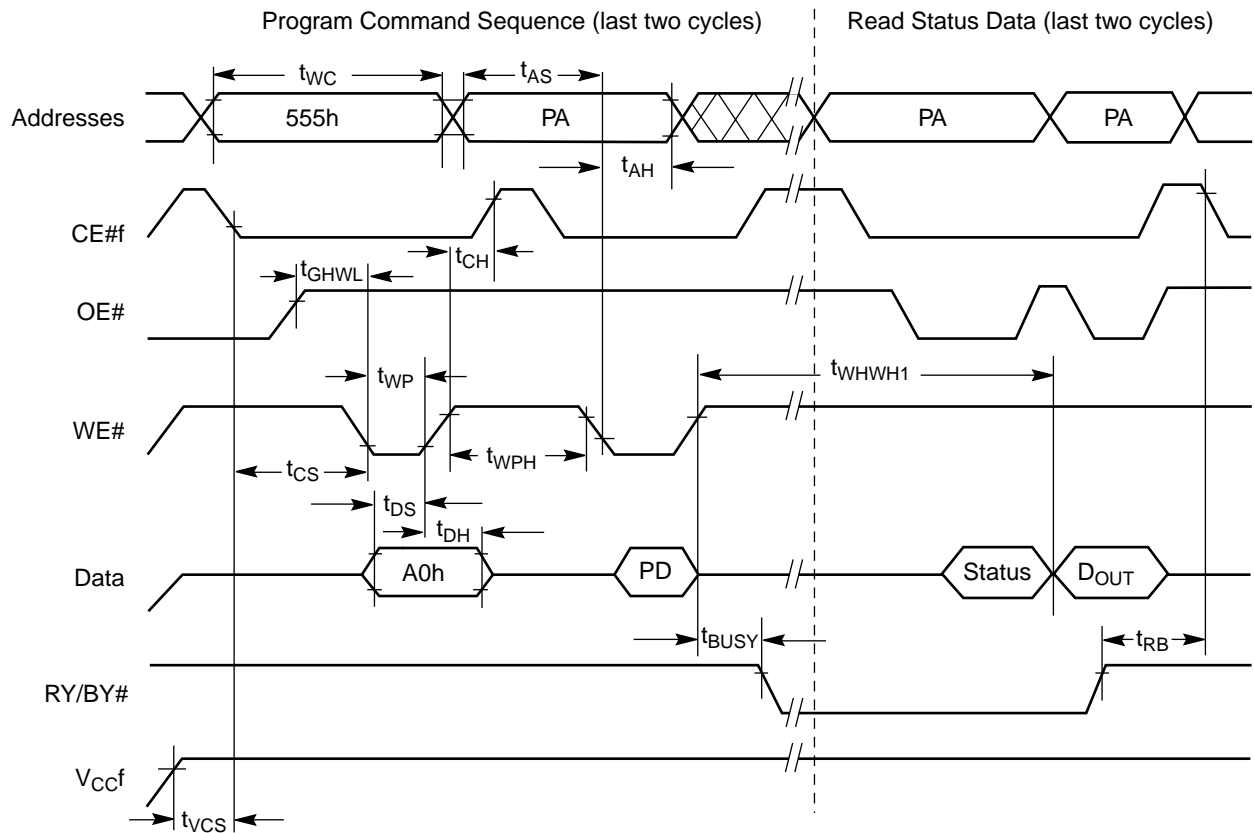 Program Command Sequence (last two cycles)
Read Status Data (last two cycles)
tWC
tAS
Addresses
555h
PA
PA
PA
tAH
CE#f
tCH
tGHWL
OE#
tWP
tWHWH1
WE#
tWPH
tCS
tDS
tDH
Data
A0h
PD
Status
DOUT
tBUSY
tRB
RY/BY#
VCCf
tVCS